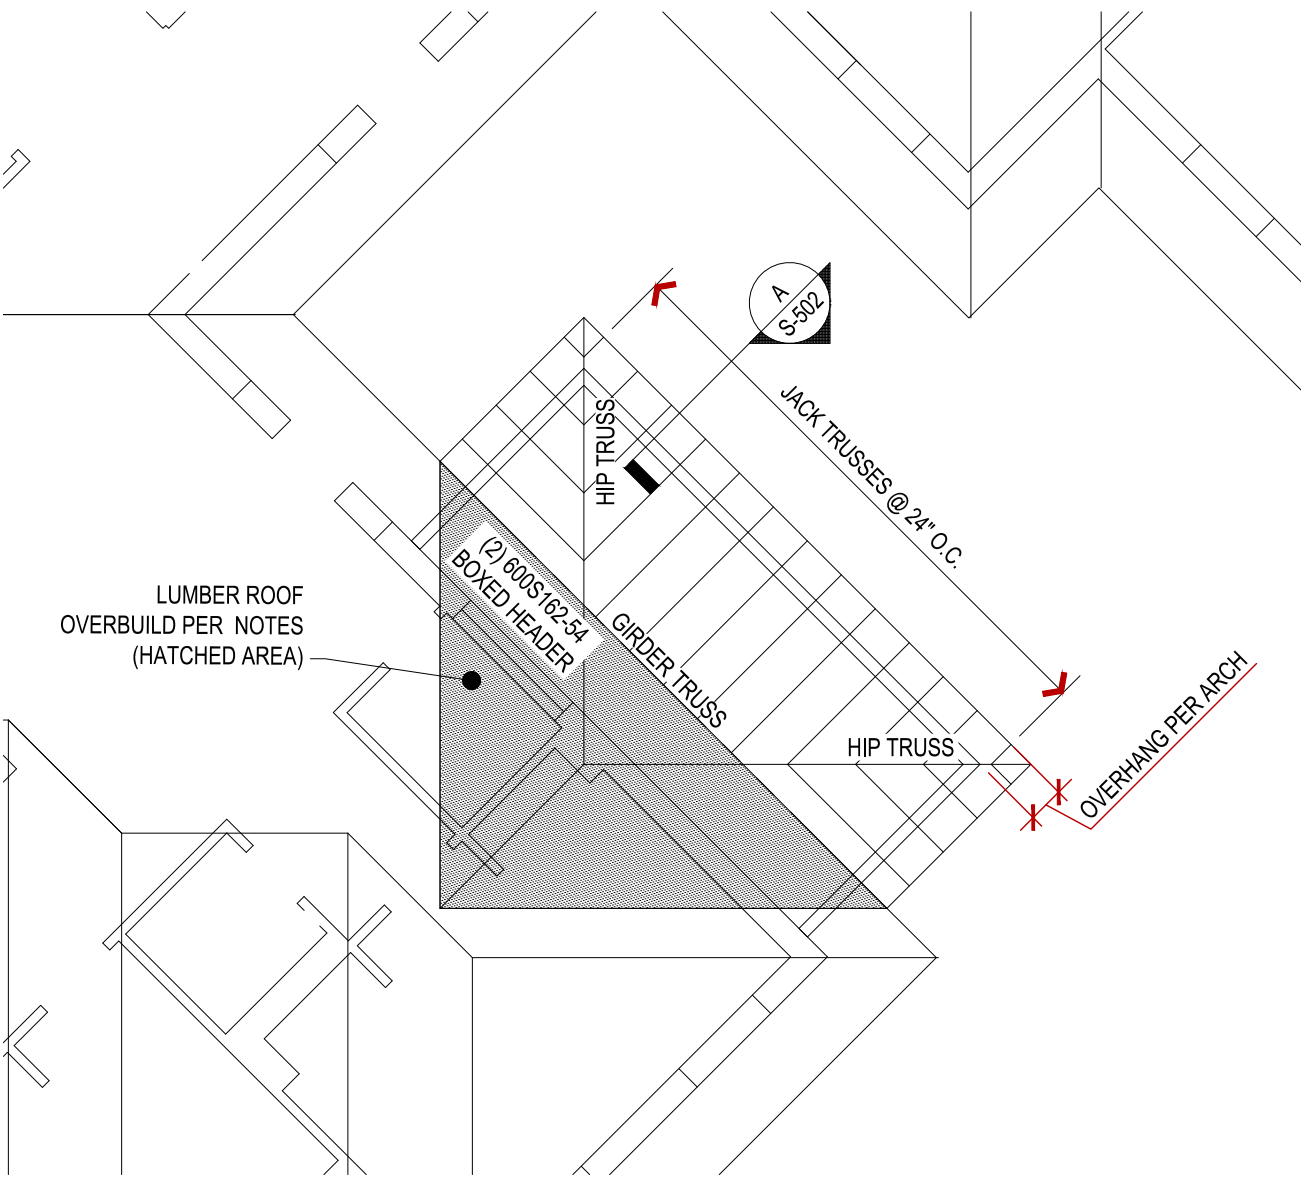 A
S-502
JACK TRUSSES @ 24" O.C.
HIP TRUSS
(2) 600S162-54
BOXED HEADER
GIRDER TRUSS
LUMBER ROOF
OVERBUILD PER NOTES
(HATCHED AREA)
HIP TRUSS
OVERHANG PER ARCH